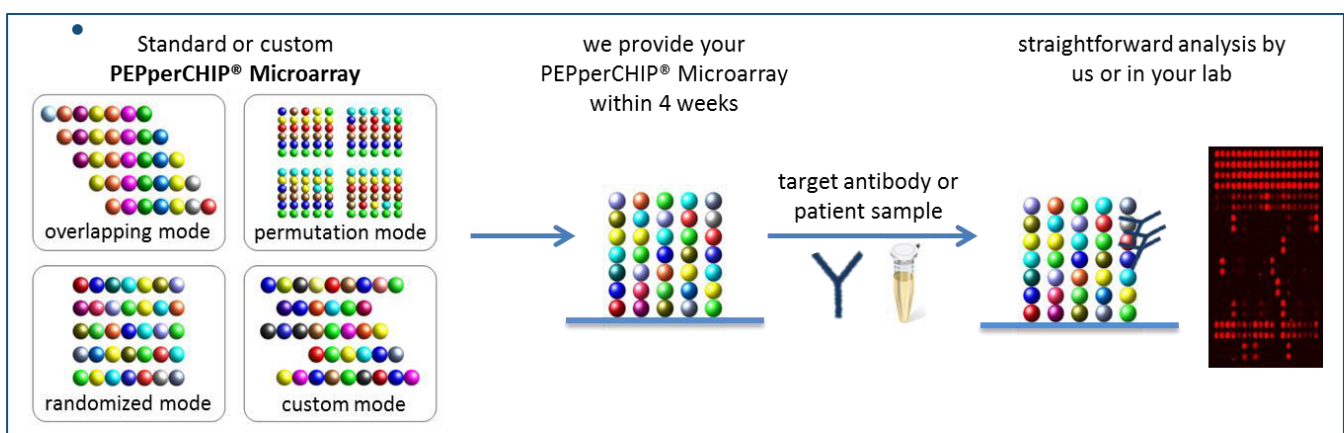 Standard or custom
PEPperCHIP® Microarray
overlapping mode
permutation mode
randomized mode
custom mode
we provide your
PEPperCHIP® Microarray
within 4 weeks
target antibody or
patient sample
straightforward analysis by
us or in your lab